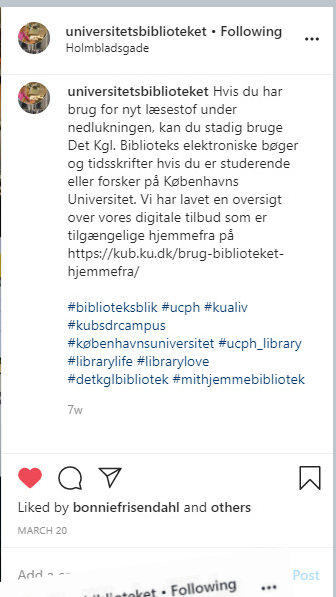 universitetsbiblioteket • Following
Holmbladsgade
universitetsbiblioteket Hvis du har
brug for nyt læsestof under
nedlukningen, kan du stadig bruge
Det Kgl. Biblioteks elektroniske bøger
og tidsskrifter hvis du er studerende
eller forsker på Københavns
Universitet. Vi har lavet en oversigt
over vores digitale tilbud som er
tilgængelige hjemmefra på
https://kub.ku.dk/brug-biblioteket-
hjemmefra/
#biblioteksblik #ucph #kualiv
#kubsdrcampus
#københavnsuniversitet #ucph_library
#librarylife #librarylove
#detkglbibliotek #mithjemmebibliotek
7w
Liked by bonniefrisendahl and others
MARCH 20
Add a Post
• Following